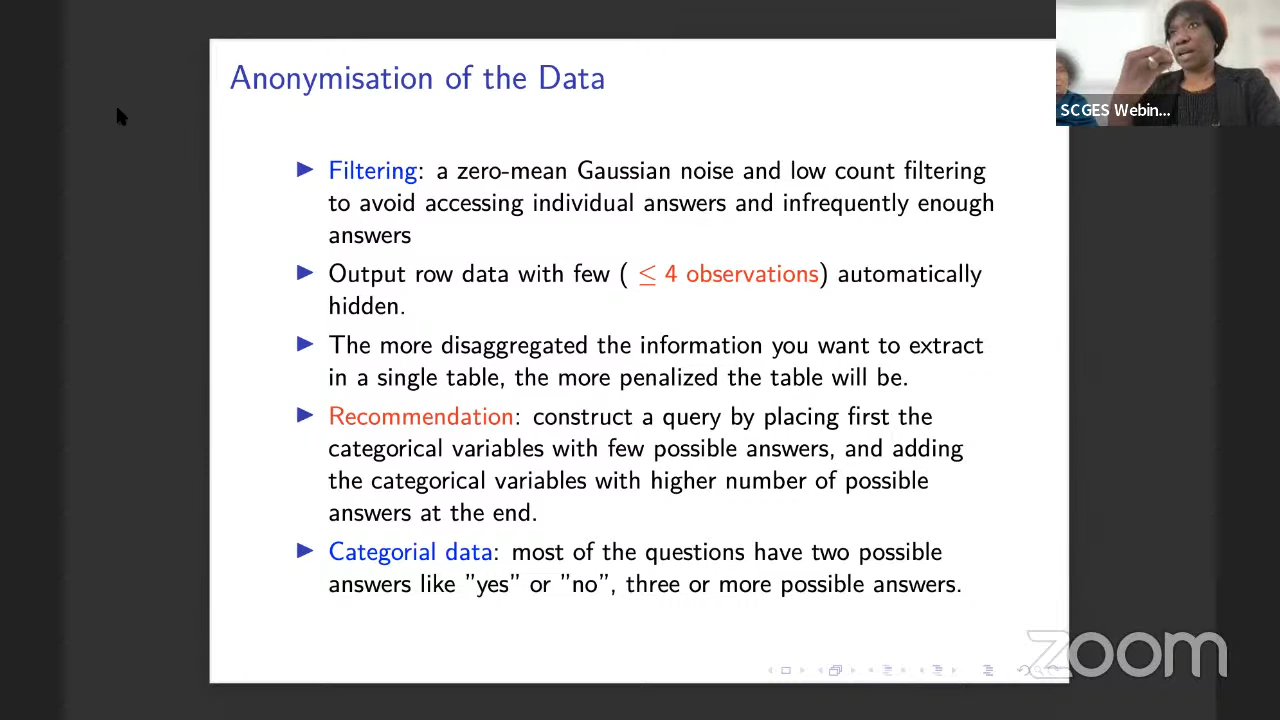 Anonymisation of the Data
SCGES Webin...
▶ Filtering: a zero-mean Gaussian noise and low count filtering
to avoid accessing individual answers and infrequently enough
answers
▶ Output row data with few ( ≤ 4 observations) automatically
hidden.
▶ The more disaggregated the information you want to extract
in a single table, the more penalized the table will be.
▶ Recommendation: construct a query by placing first the
categorical variables with few possible answers, and adding
the categorical variables with higher number of possible
answers at the end.
▶ Categorial data: most of the questions have two possible
answers like ”yes” or ”no”, three or more possible answers.
zoom